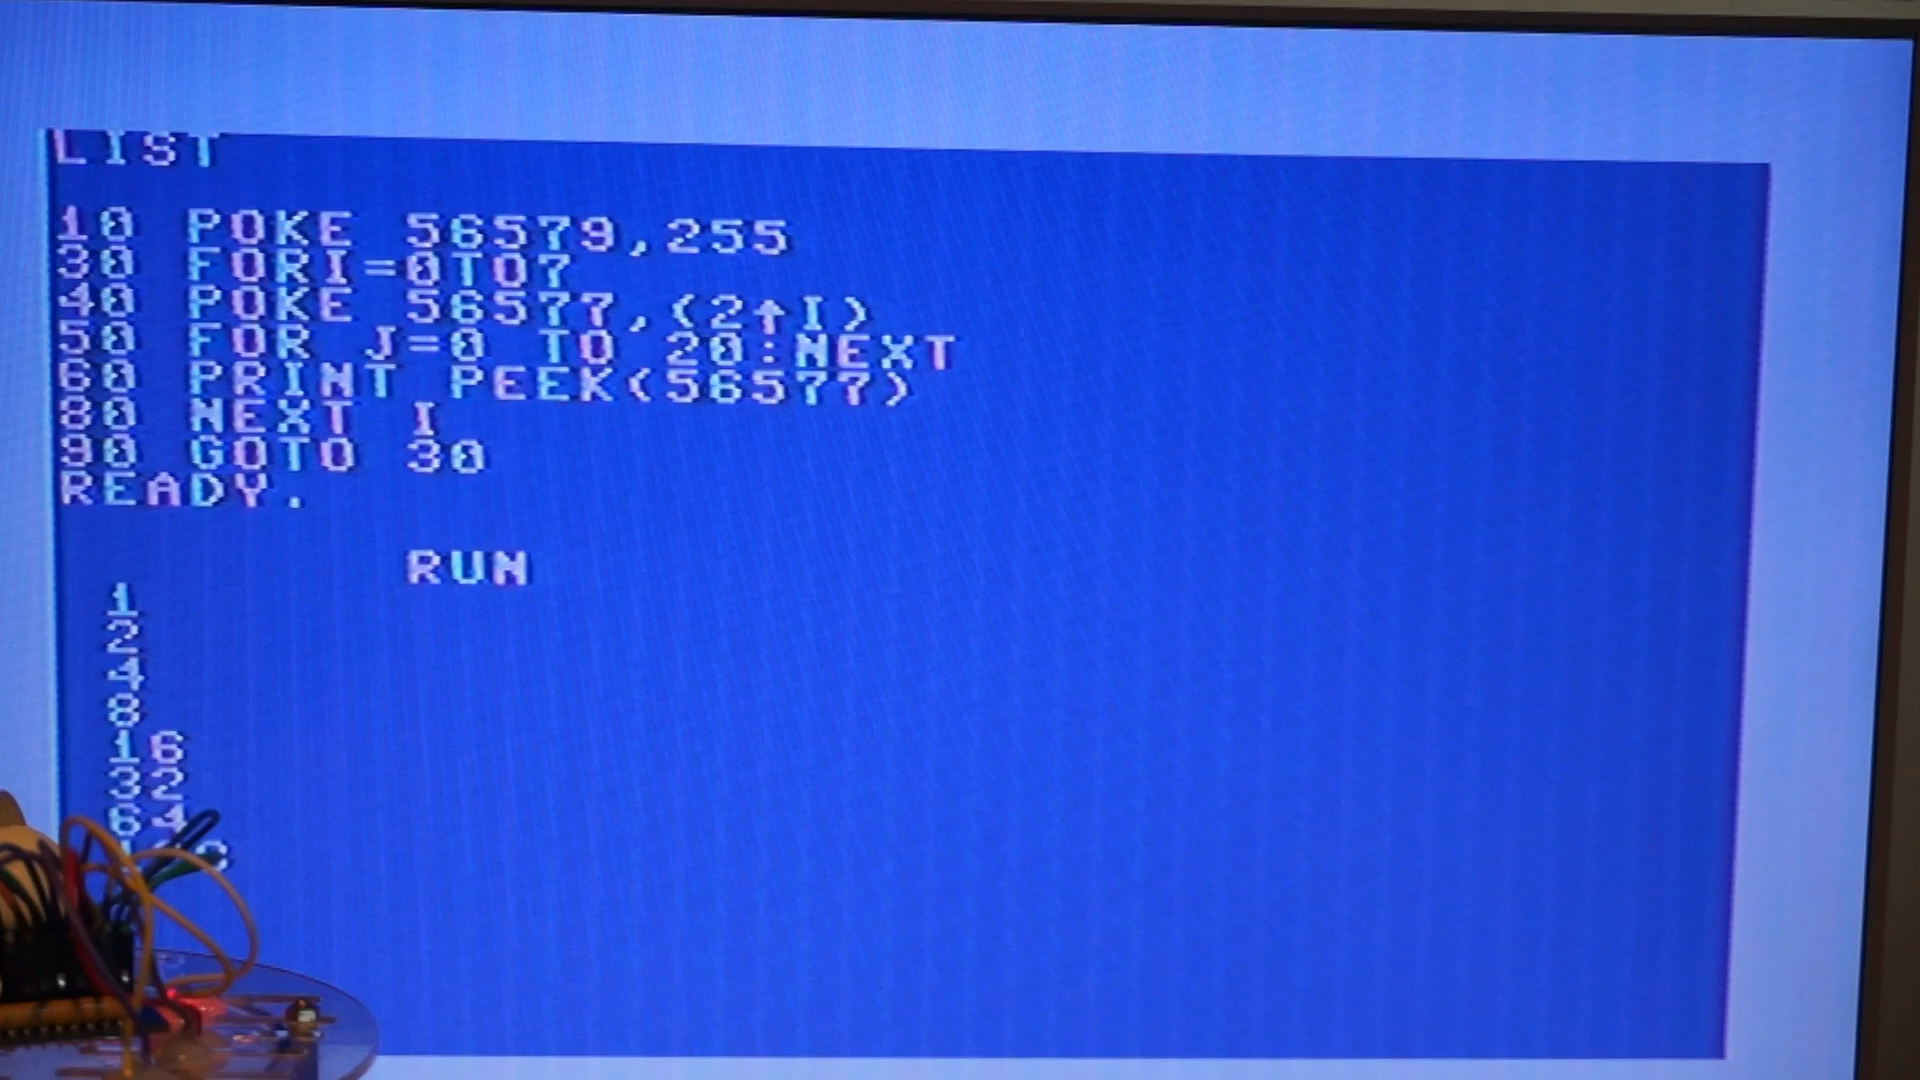 LIST
10 POKE 56579,255
30 FORI=0TO7
40 POKE 56577,(2↑I)
50 FOR J=0 TO 20:NEXT
60 PRINT PEEK(56577)
80 NEXT I
90 GOTO 30
READY.
RUN
1
2
4
8
16
32
64